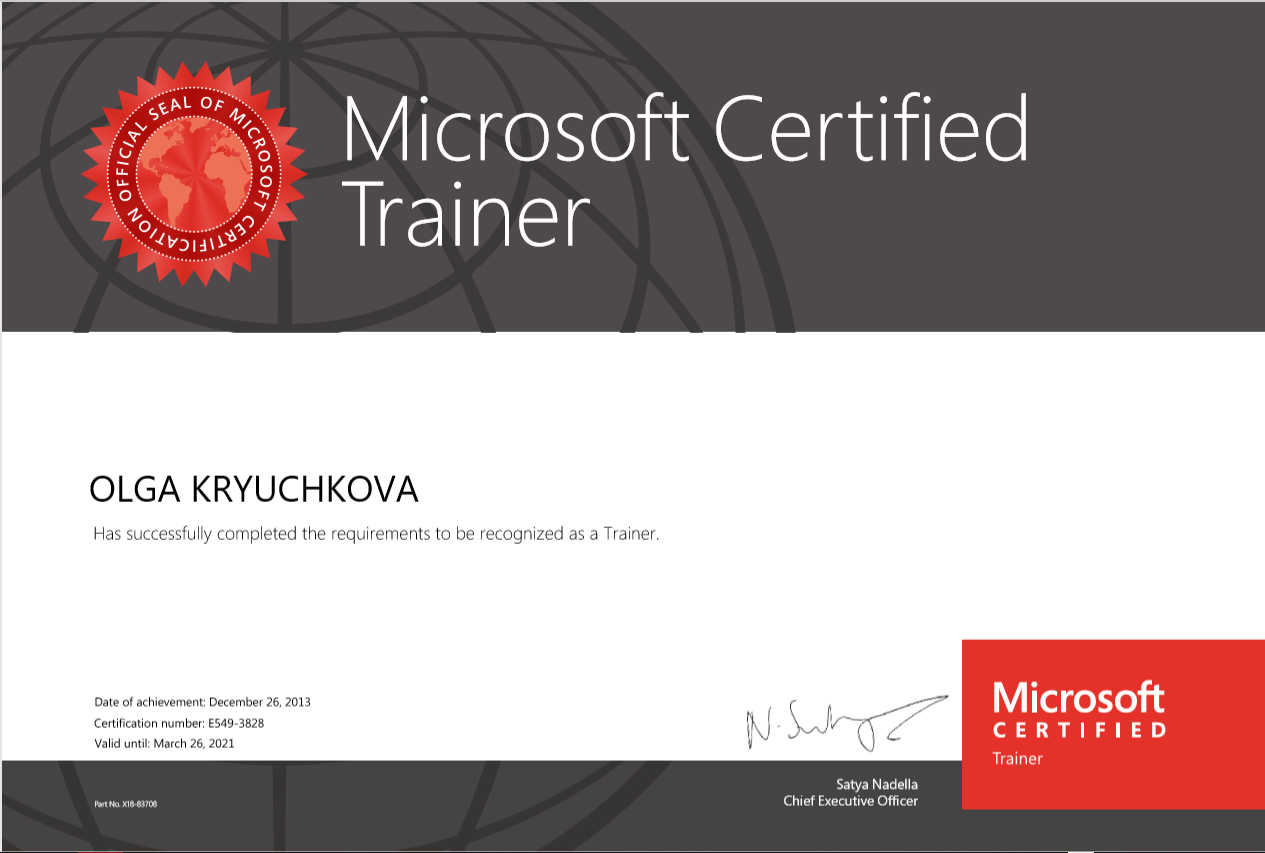 OFFICIAL SEAL OF MICROSOFT CERTIFICATION
Microsoft Certified
Trainer
OLGA KRYUCHKOVA
Has successfully completed the requirements to be recognized as a Trainer.
Date of achievement: December 26, 2013
Certification number: E549-3828
Valid until: March 26, 2021
N. Satya
Microsoft
CERTIFIED
Trainer
Satya Nadella
Chief Executive Officer
Part No. X18-83708